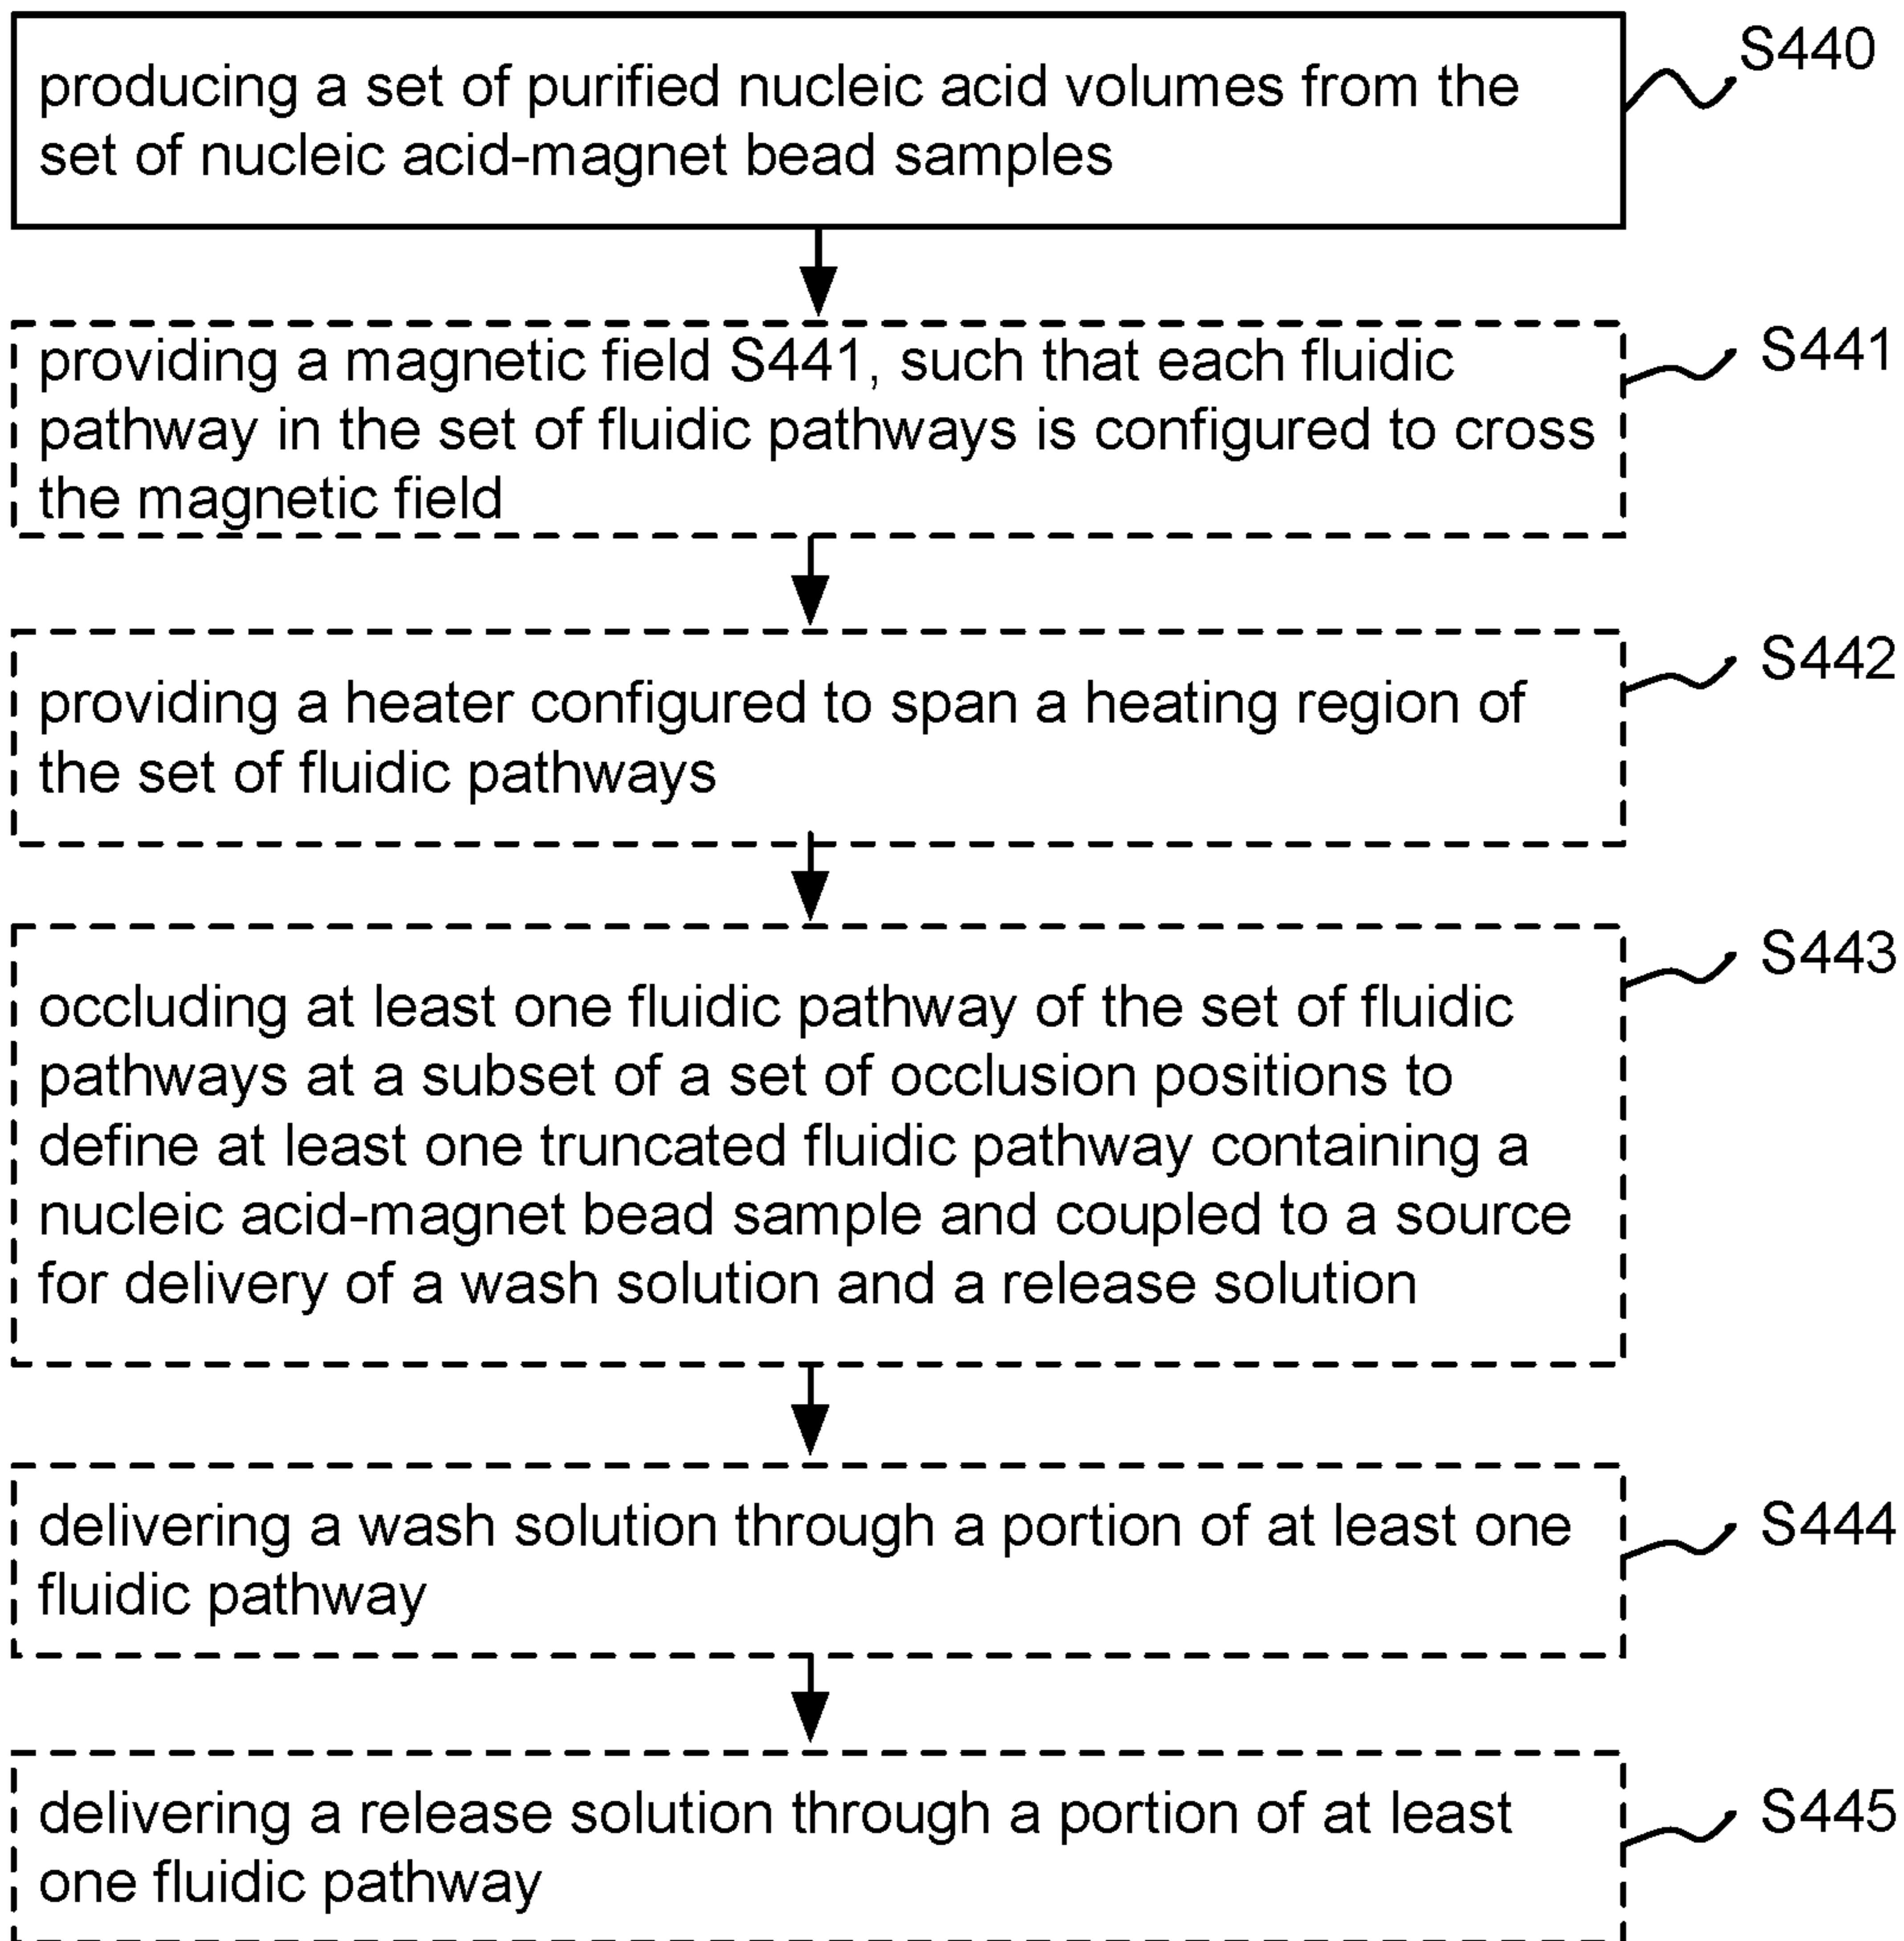 producing a set of purified nucleic acid volumes from the
set of nucleic acid-magnet bead samples
S440
providing a magnetic field S441, such that each fluidic
pathway in the set of fluidic pathways is configured to cross
the magnetic field
S441
providing a heater configured to span a heating region of
the set of fluidic pathways
S442
occluding at least one fluidic pathway of the set of fluidic
pathways at a subset of a set of occlusion positions to
define at least one truncated fluidic pathway containing a
nucleic acid-magnet bead sample and coupled to a source
for delivery of a wash solution and a release solution
S443
delivering a wash solution through a portion of at least one
fluidic pathway
S444
delivering a release solution through a portion of at least
one fluidic pathway
S445